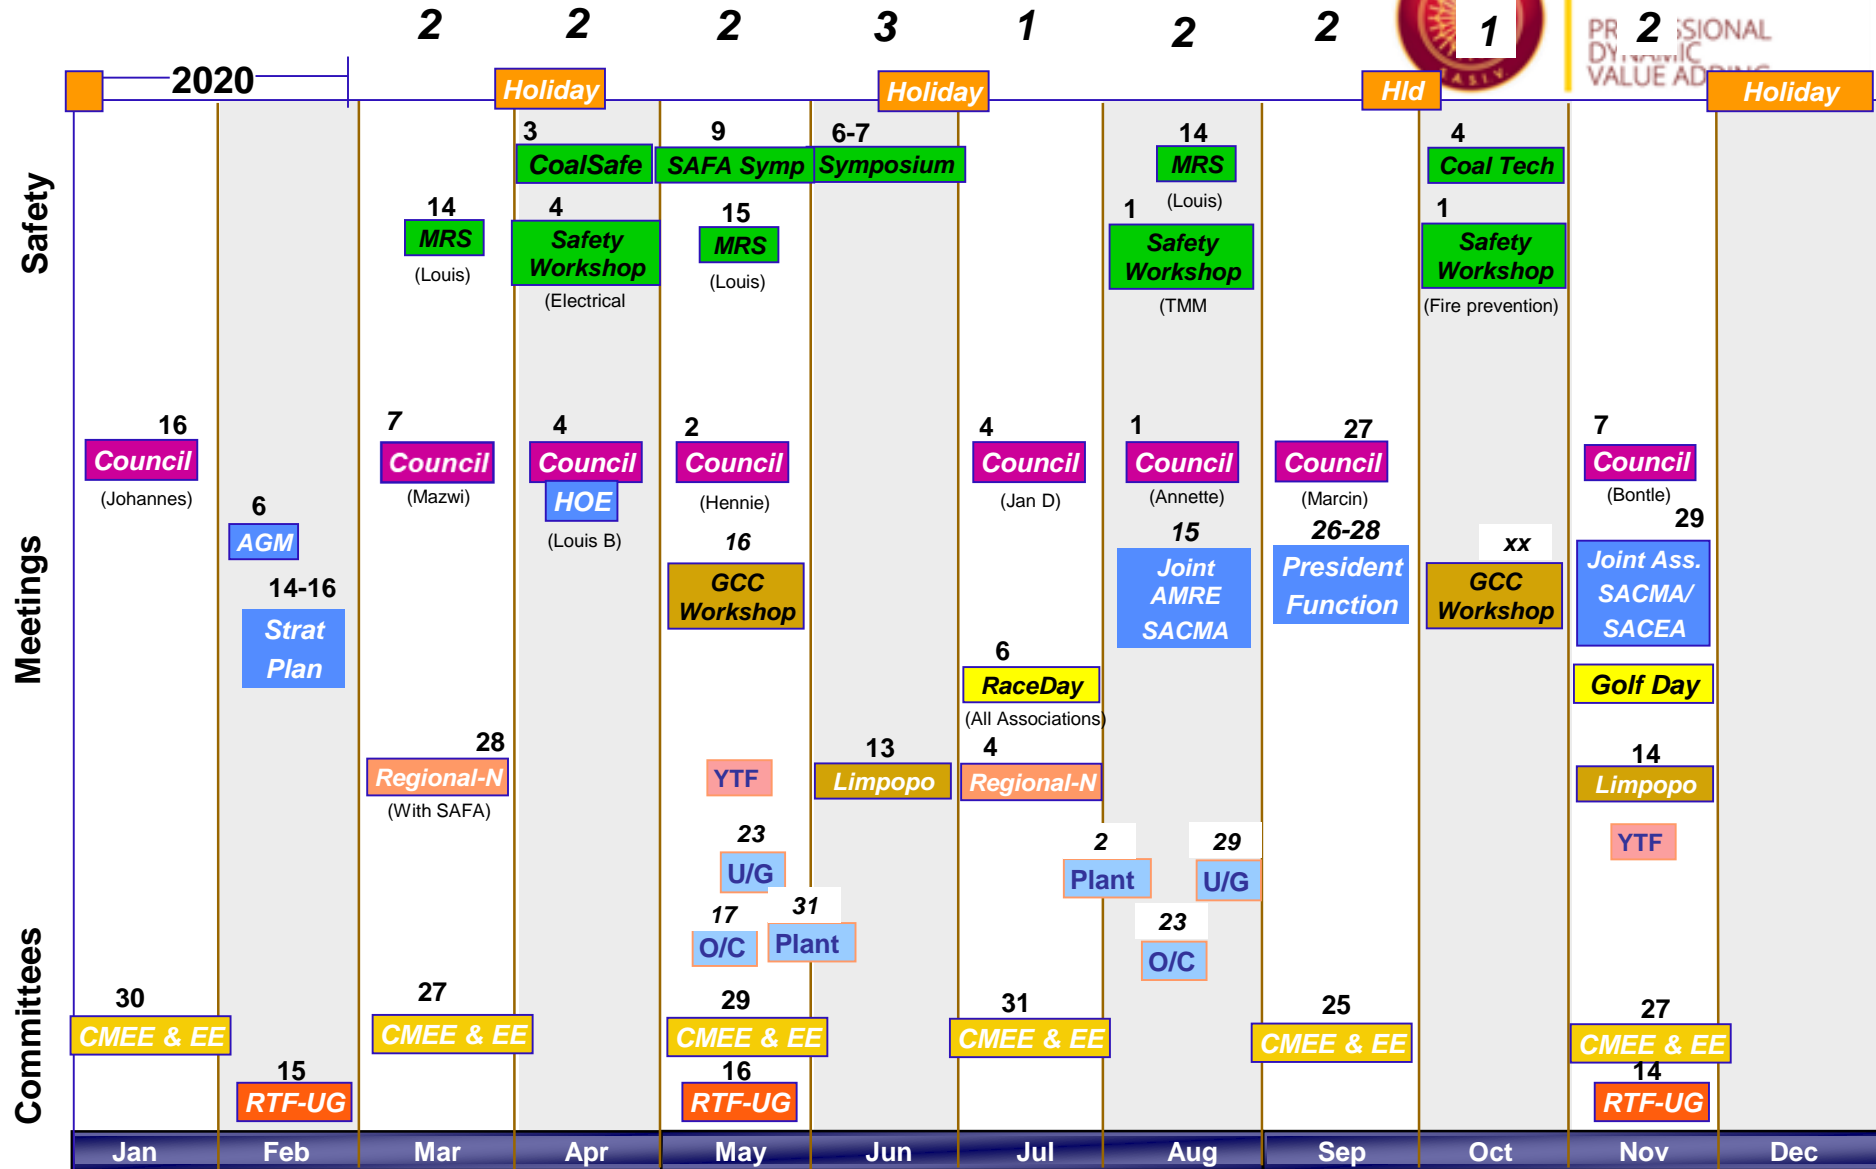 2 2 2 3 1 2 2 1 2
PR SSIONAL
DYNAMIC
VALUE ADDING
2020
Holiday Holiday Hld Holiday
Safety
3 9 6-7 14 4
CoalSafe SAFA Symp Symposium MRS Coal Tech
(Louis)
14 4 15 1 1
MRS Safety Workshop MRS Safety Workshop Safety Workshop
(Louis) (Electrical (Louis) (TMM (Fire prevention)
Meetings
16 7 4 2 4 1 27 7
Council Council Council Council Council Council Council Council
(Johannes) (Mazwi) HOE (Hennie) (Jan D) (Annette) (Marcin) (Bontle)
(Louis B)
6
AGM
14-16
Strat
Plan
16
GCC
Workshop
15
Joint
AMRE
SACMA
26-28
President
Function
xx
GCC
Workshop
29
Joint Ass.
SACMA/
SACEA
6
RaceDay
(All Associations)
Golf Day
28 13 4 14
Regional-N YTF Limpopo Regional-N Limpopo
(With SAFA)
YTF
Committees
23 2 29
U/G Plant U/G
17 31 23
O/C Plant O/C
30 27 29 31 25 27
CMEE & EE CMEE & EE CMEE & EE CMEE & EE CMEE & EE CMEE & EE
15 16 14
RTF-UG RTF-UG RTF-UG
Jan Feb Mar Apr May Jun Jul Aug Sep Oct Nov Dec